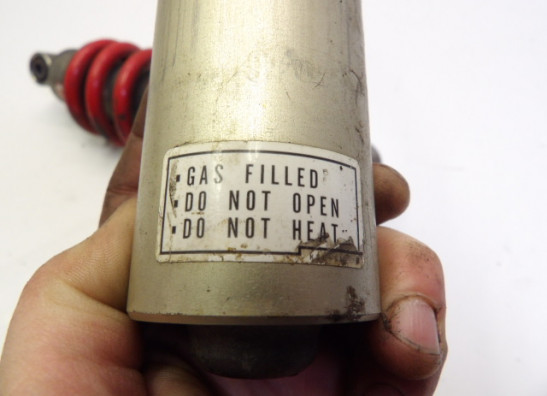 ▪GAS FILLED
▪DO NOT OPEN
▪DO NOT HEAT